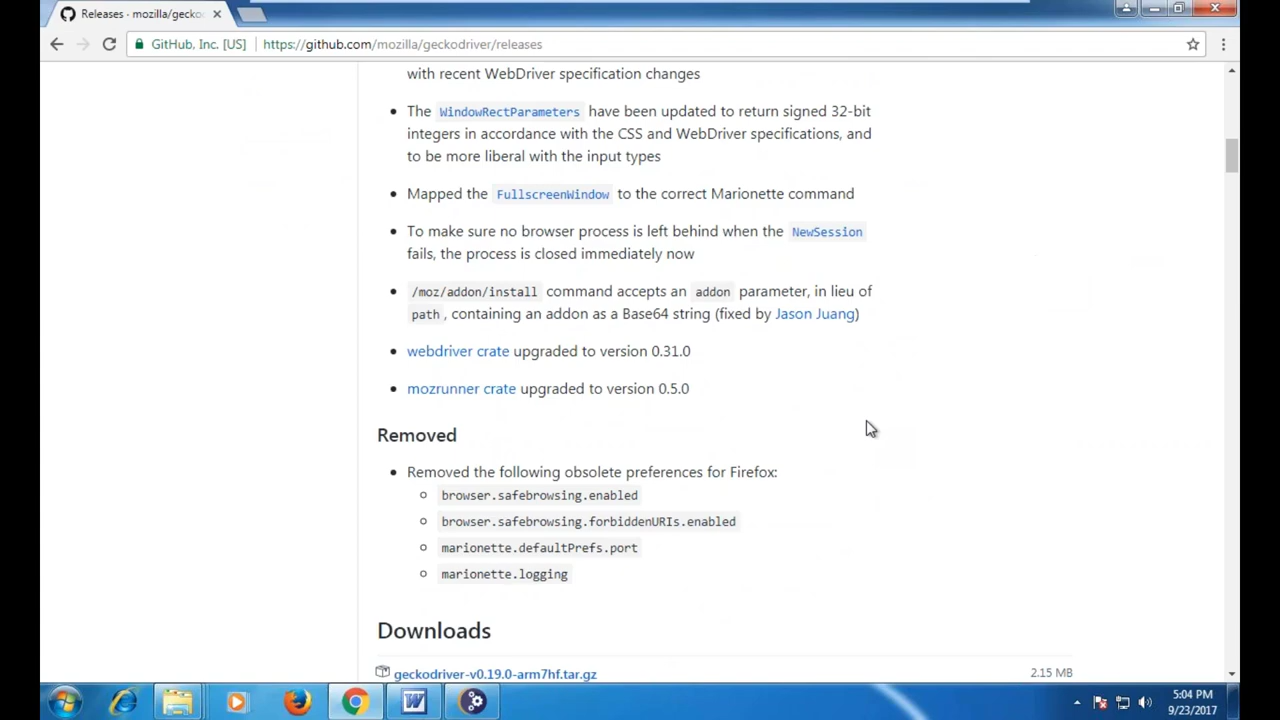 Releases · mozilla/gecko
GitHub, Inc. [US] https://github.com/mozilla/geckodriver/releases
with recent WebDriver specification changes
The WindowRectParameters have been updated to return signed 32-bit
integers in accordance with the CSS and WebDriver specifications, and
to be more liberal with the input types
Mapped the FullscreenWindow to the correct Marionette command
To make sure no browser process is left behind when the NewSession
fails, the process is closed immediately now
/moz/addon/install command accepts an addon parameter, in lieu of
path, containing an addon as a Base64 string (fixed by Jason Juang)
webdriver crate upgraded to version 0.31.0
mozrunner crate upgraded to version 0.5.0
Removed
Removed the following obsolete preferences for Firefox:
browser.safebrowsing.enabled
browser.safebrowsing.forbiddenURIs.enabled
marionette.defaultPrefs.port
marionette.logging
Downloads
geckodriver-v0.19.0-arm7hf.tar.gz 2.15 MB
5:04 PM
9/23/2017